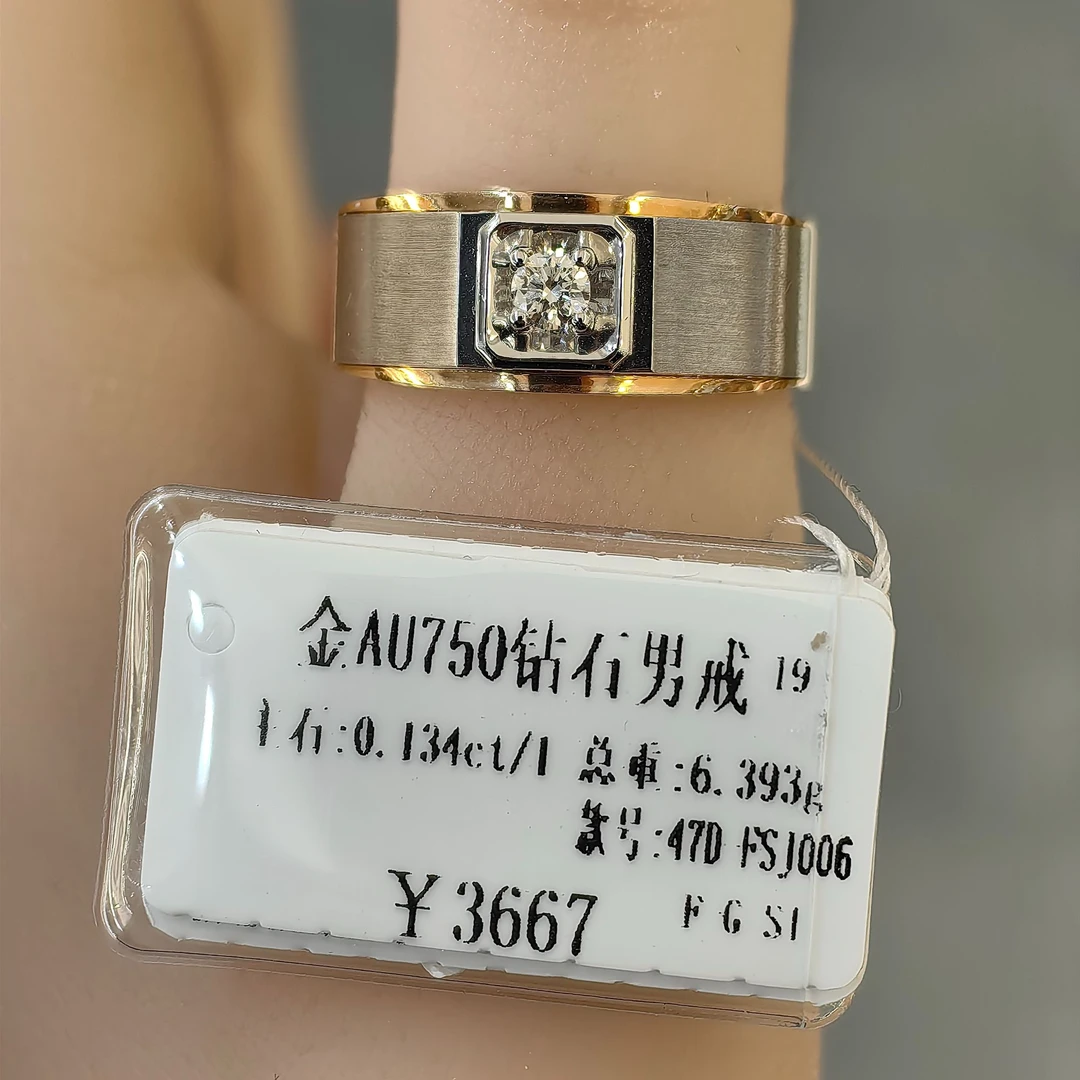 金AU750钻石男戒 19
主石:0.134ct/1 总重:6.393g
款号:47D FSJ006
¥3667 F G SI